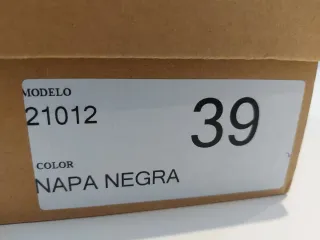 MODELO
21012
39
COLOR
NAPA NEGRA